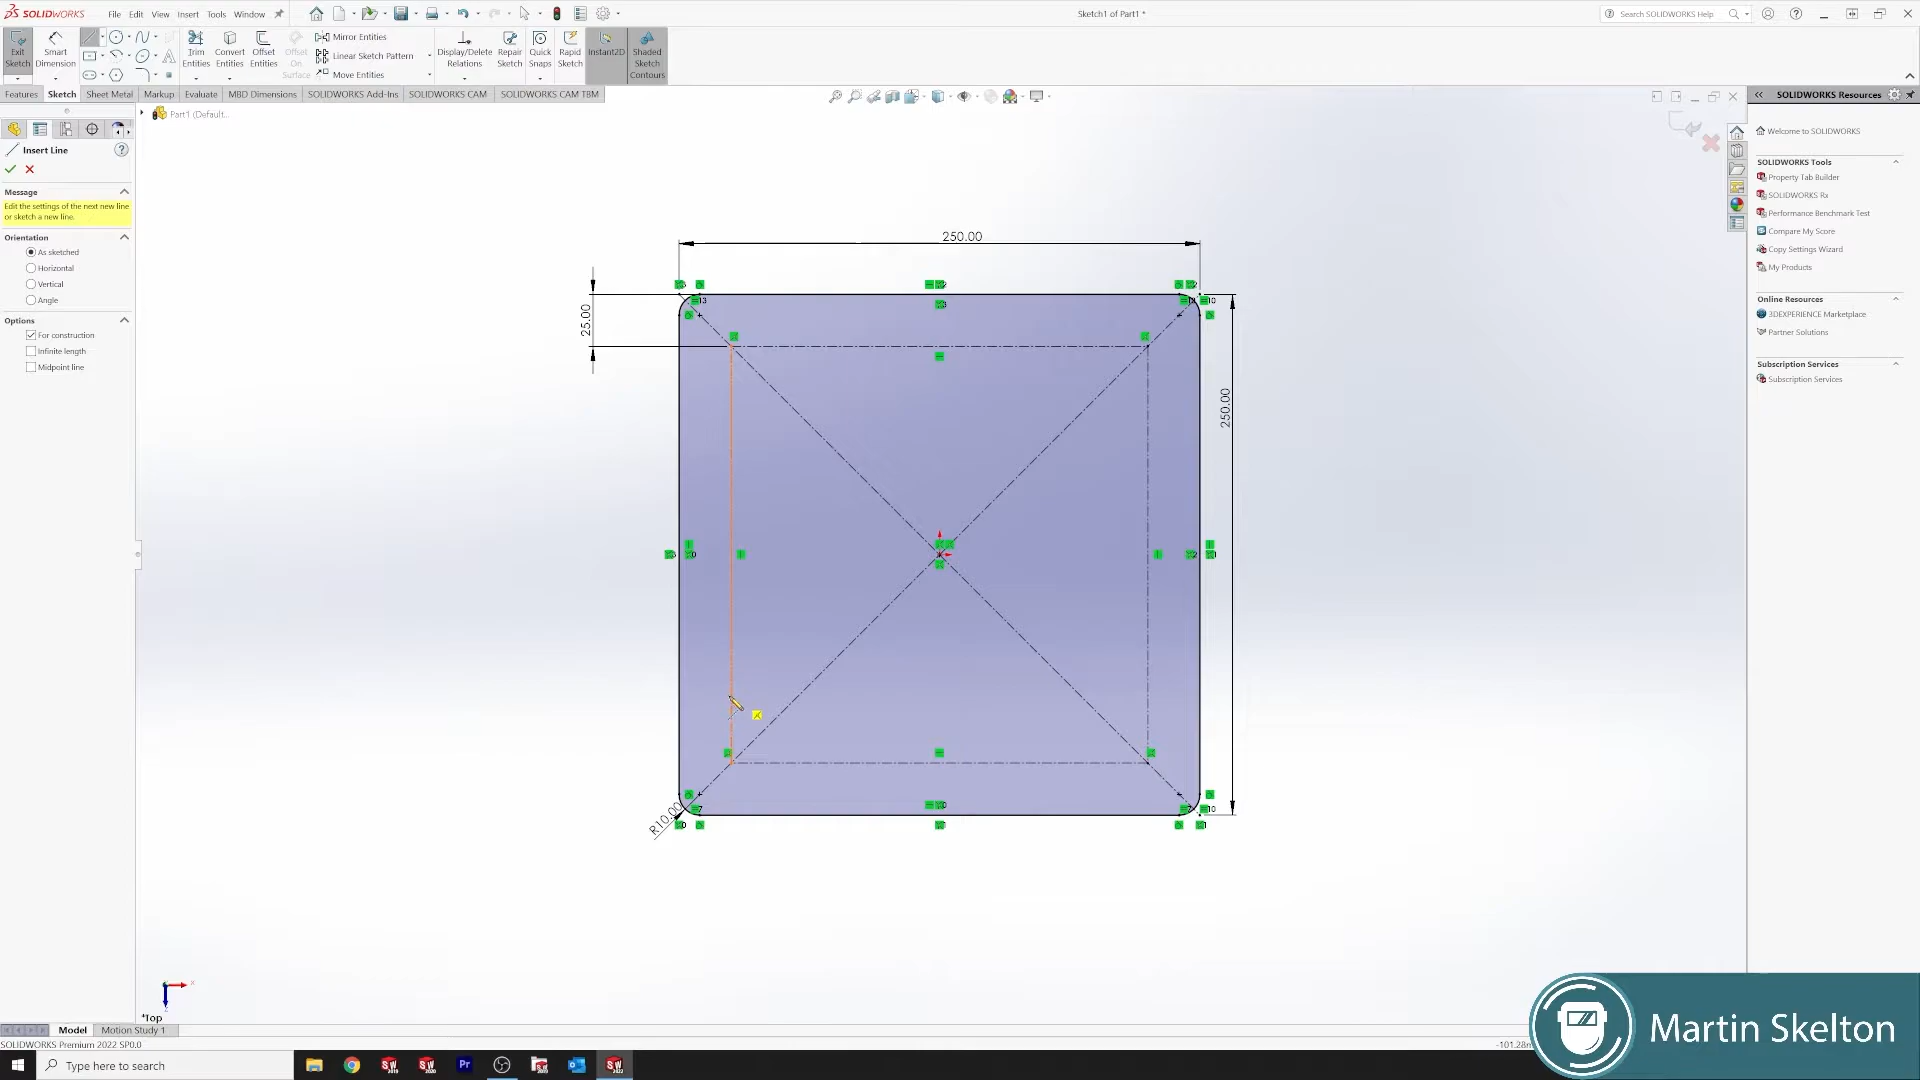 SOLIDWORKS
File
Edit
View
Insert
Tools
Window
Sketch1 of Part1 *
Search SOLIDWORKS Help
Exit Sketch
Smart Dimension
Trim Entities
Convert Entities
Offset Entities
Offset On Surface
Mirror Entities
Linear Sketch Pattern
Move Entities
Display/Delete Relations
Repair Sketch
Quick Snaps
Rapid Sketch
Instant2D
Shaded Sketch Contours
Features
Sketch
Sheet Metal
Markup
Evaluate
MBD Dimensions
SOLIDWORKS Add-Ins
SOLIDWORKS CAM
SOLIDWORKS CAM TBM
Part1 (Default...
Insert Line
Message
Edit the settings of the next new line
or sketch a new line.
Orientation
As sketched
Horizontal
Vertical
Angle
Options
For construction
Infinite length
Midpoint line
250.00
25.00
250.00
R10.00
SOLIDWORKS Resources
Welcome to SOLIDWORKS
SOLIDWORKS Tools
Property Tab Builder
SOLIDWORKS Rx
Performance Benchmark Test
Compare My Score
Copy Settings Wizard
My Products
Online Resources
3DEXPERIENCE Marketplace
Partner Solutions
Subscription Services
Subscription Services
*Top
Model
Motion Study 1
SOLIDWORKS Premium 2022 SP0.0
Type here to search
Martin Skelton